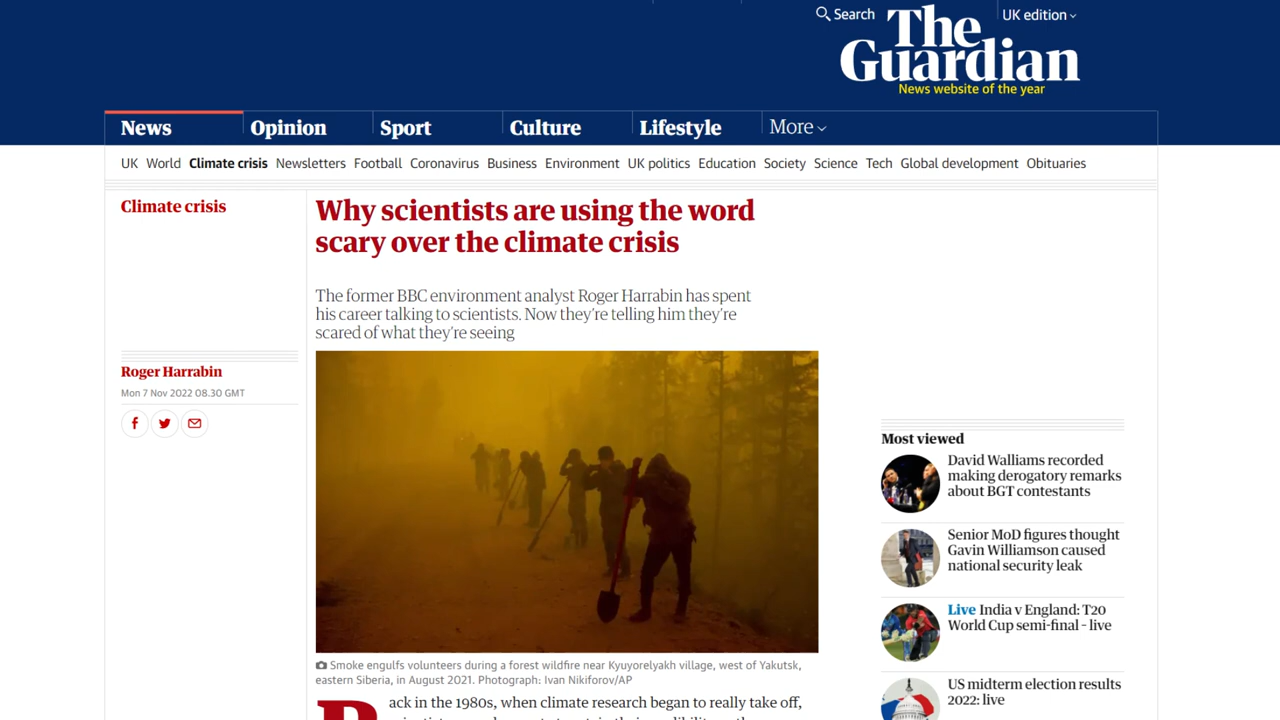 Search
UK edition
The
Guardian
News website of the year
News
Opinion
Sport
Culture
Lifestyle
More
UK World Climate crisis Newsletters Football Coronavirus Business Environment UK politics Education Society Science Tech Global development Obituaries
Climate crisis
Why scientists are using the word
scary over the climate crisis
The former BBC environment analyst Roger Harrabin has spent
his career talking to scientists. Now they're telling him they're
scared of what they're seeing
Roger Harrabin
Mon 7 Nov 2022 08.30 GMT
Smoke engulfs volunteers during a forest wildfire near Kyuyorelyakh village, west of Yakutsk,
eastern Siberia, in August 2021. Photograph: Ivan Nikiforov/AP
Back in the 1980s, when climate research began to really take off,
Most viewed
David Walliams recorded
making derogatory remarks
about BGT contestants
Senior MoD figures thought
Gavin Williamson caused
national security leak
Live India v England: T20
World Cup semi-final – live
US midterm election results
2022: live